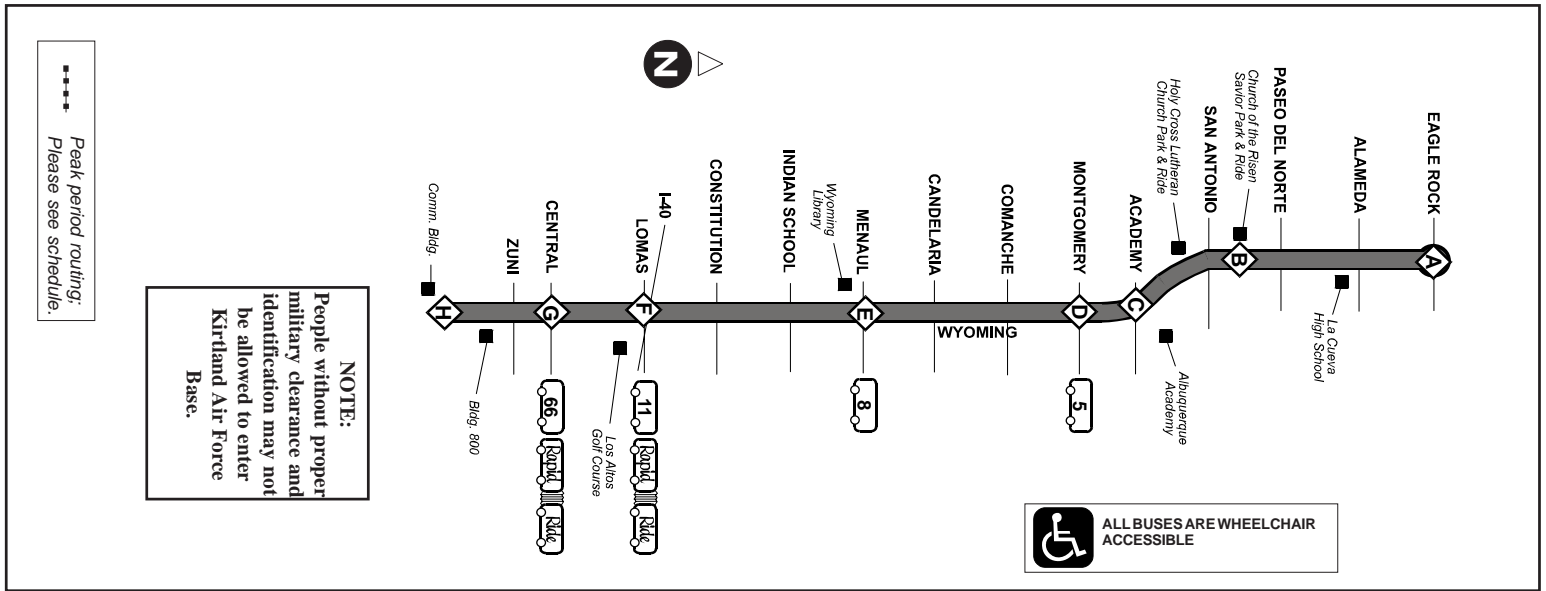 N
EAGLE ROCK
A
ALAMEDA
La Cueva
High School
PASEO DEL NORTE
Church of the Risen
Savior Park & Ride
B
SAN ANTONIO
Holy Cross Lutheran
Church Park & Ride
Albuquerque
Academy
ACADEMY
C
MONTGOMERY
D
5
COMANCHE
WYOMING
CANDELARIA
MENAUL
E
8
Wyoming
Library
INDIAN SCHOOL
CONSTITUTION
I-40
LOMAS
F
11
Rapid
Ride
Los Altos
Golf Course
CENTRAL
G
66
Rapid
Ride
ZUNI
Bldg. 800
Comm. Bldg.
H
NOTE:
People without proper
military clearance and
identification may not
be allowed to enter
Kirtland Air Force
Base.
Peak period routing;
Please see schedule.
ALL BUSES ARE WHEELCHAIR
ACCESSIBLE